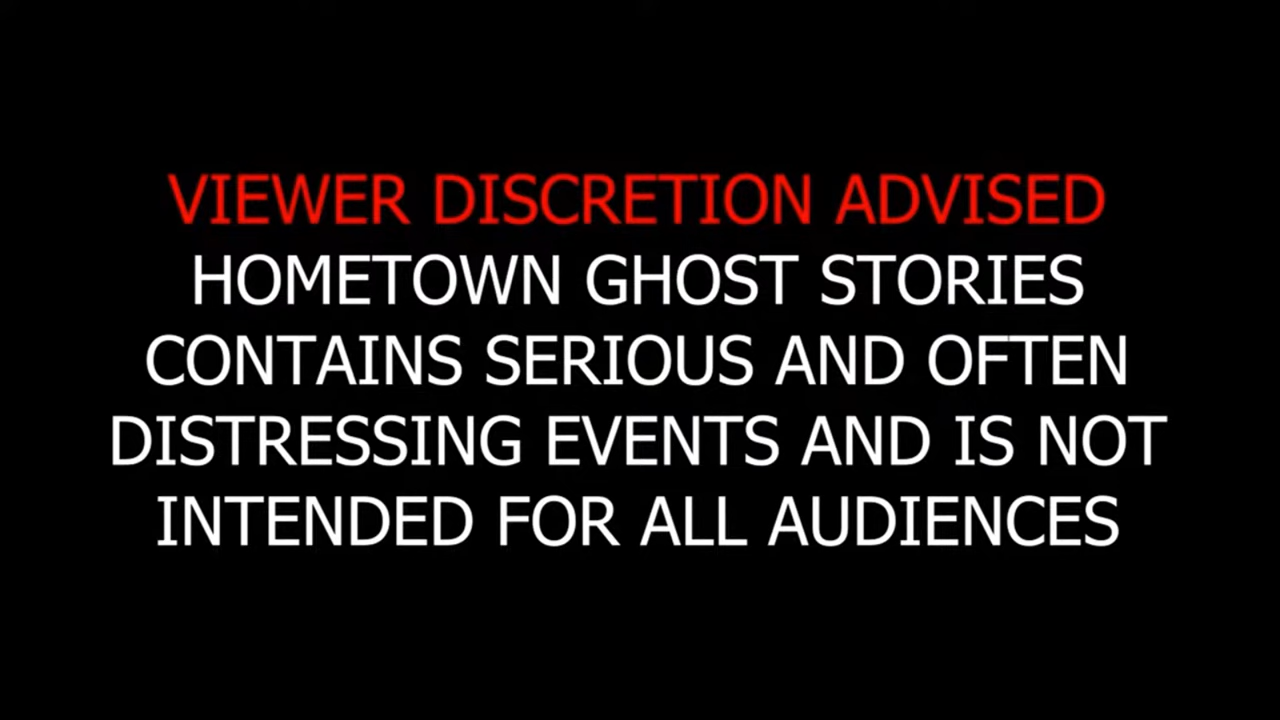 VIEWER DISCRETION ADVISED
HOMETOWN GHOST STORIES
CONTAINS SERIOUS AND OFTEN
DISTRESSING EVENTS AND IS NOT
INTENDED FOR ALL AUDIENCES